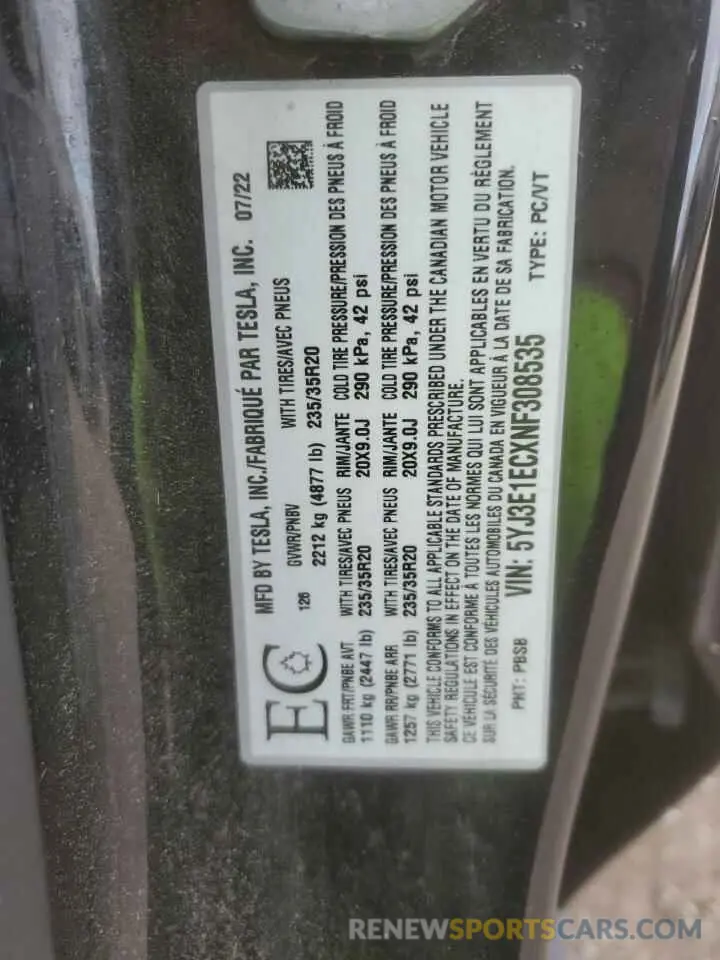 MFD BY TESLA, INC./FABRIQUÉ PAR TESLA, INC. 07/22
EC
126 GVWR/PNBV WITH TIRES/AVEC PNEUS
2212 kg (4877 lb) 235/35R20
GAWR FRT/PNBE AVT WITH TIRES/AVEC PNEUS RIM/JANTE COLD TIRE PRESSURE/PRESSION DES PNEUS À FROID
1110 kg (2447 lb) 235/35R20 20X9.0J 290 kPa, 42 psi
GAWR RR/PNBE ARR WITH TIRES/AVEC PNEUS RIM/JANTE COLD TIRE PRESSURE/PRESSION DES PNEUS À FROID
1257 kg (2771 lb) 235/35R20 20X9.0J 290 kPa, 42 psi
THIS VEHICLE CONFORMS TO ALL APPLICABLE STANDARDS PRESCRIBED UNDER THE CANADIAN MOTOR VEHICLE
SAFETY REGULATIONS IN EFFECT ON THE DATE OF MANUFACTURE.
CE VÉHICULE EST CONFORME À TOUTES LES NORMES QUI LUI SONT APPLICABLES EN VERTU DU RÈGLEMENT
SUR LA SÉCURITÉ DES VÉHICULES AUTOMOBILES DU CANADA EN VIGUEUR À LA DATE DE SA FABRICATION.
PMT: PBSB VIN: 5YJ3E1ECXNF308535 TYPE: PC/VT
RENEWSPORTSCARS.COM